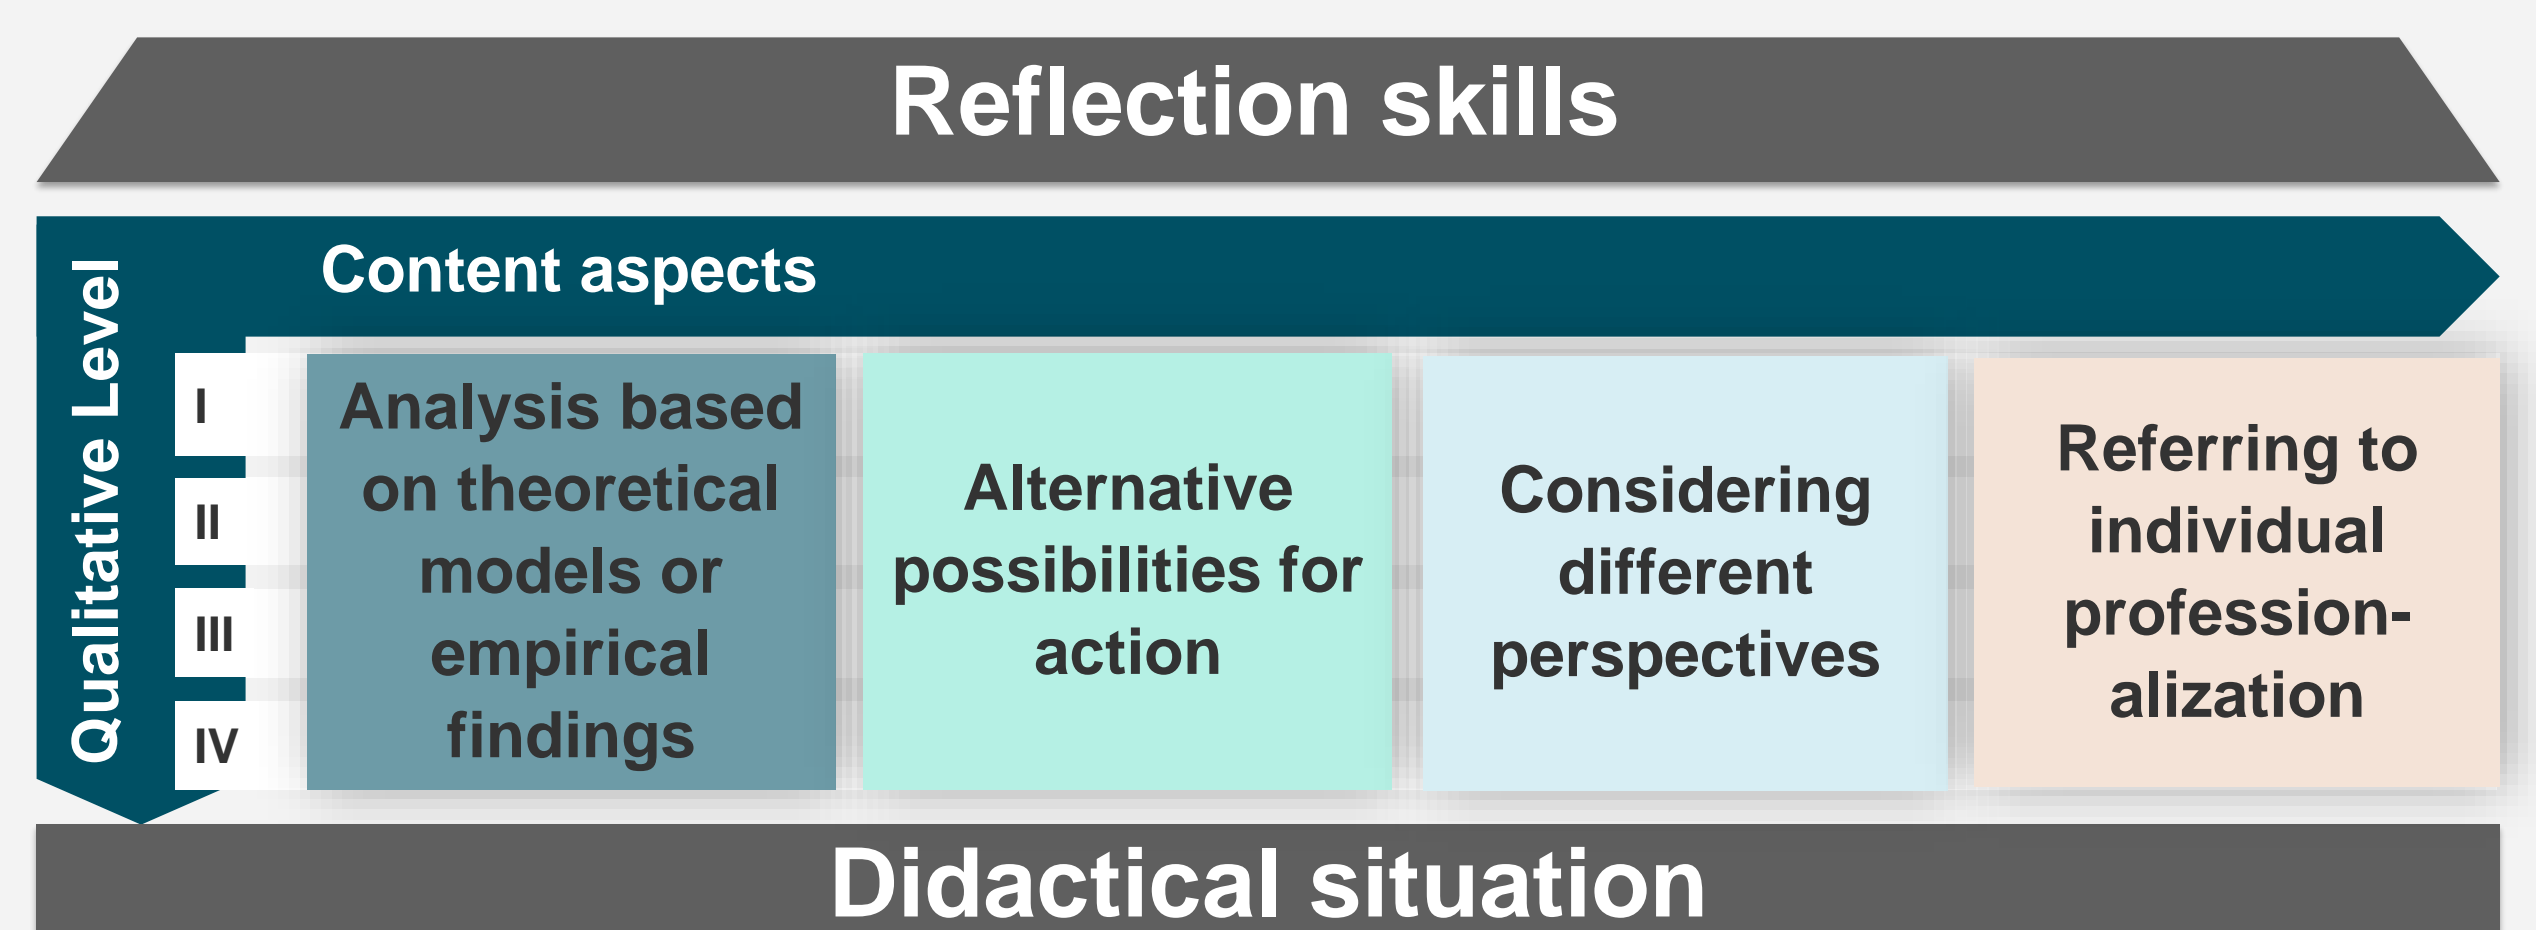 Reflection skills
Content aspects
Qualitative Level
I
II
III
IV
Analysis based
on theoretical
models or
empirical
findings
Alternative
possibilities for
action
Considering
different
perspectives
Referring to
individual
profession-
alization
Didactical situation